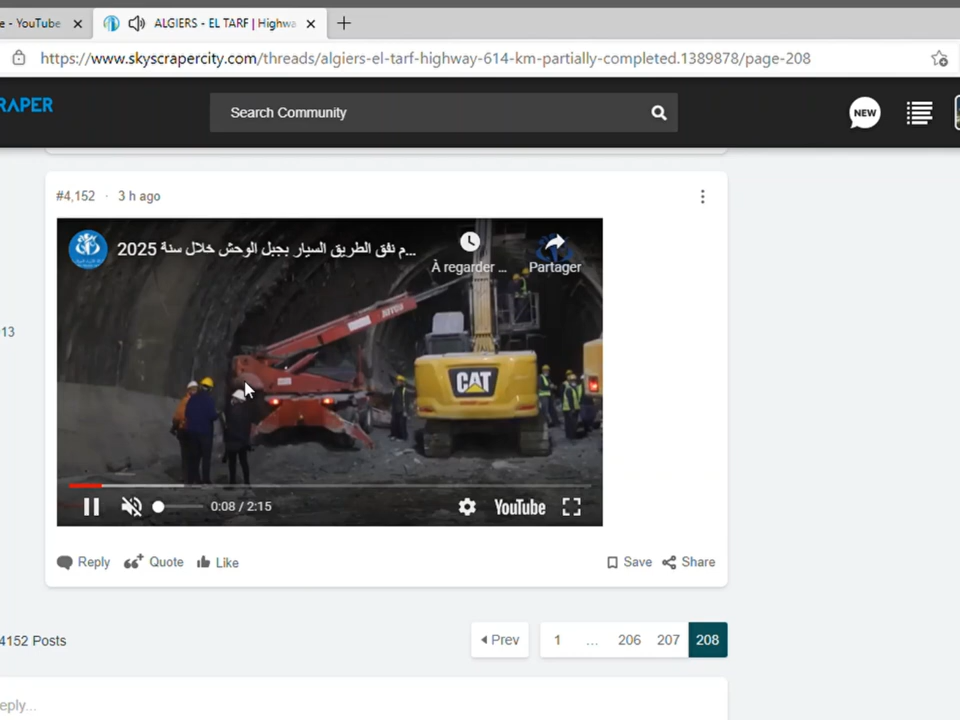 e - YouTube
ALGIERS - EL TARF | Highwa
https://www.skyscrapercity.com/threads/algiers-el-tarf-highway-614-km-partially-completed.1389878/page-208
RAPER
Search Community
NEW
#4,152 · 3 h ago
م نفق الطريق السيار بجبل الوحش خلال سنة 2025...
À regarder ...
Partager
13
CAT
0:08 / 2:15
YouTube
Reply
Quote
Like
Save
Share
4152 Posts
Prev
1
...
206
207
208
eply...